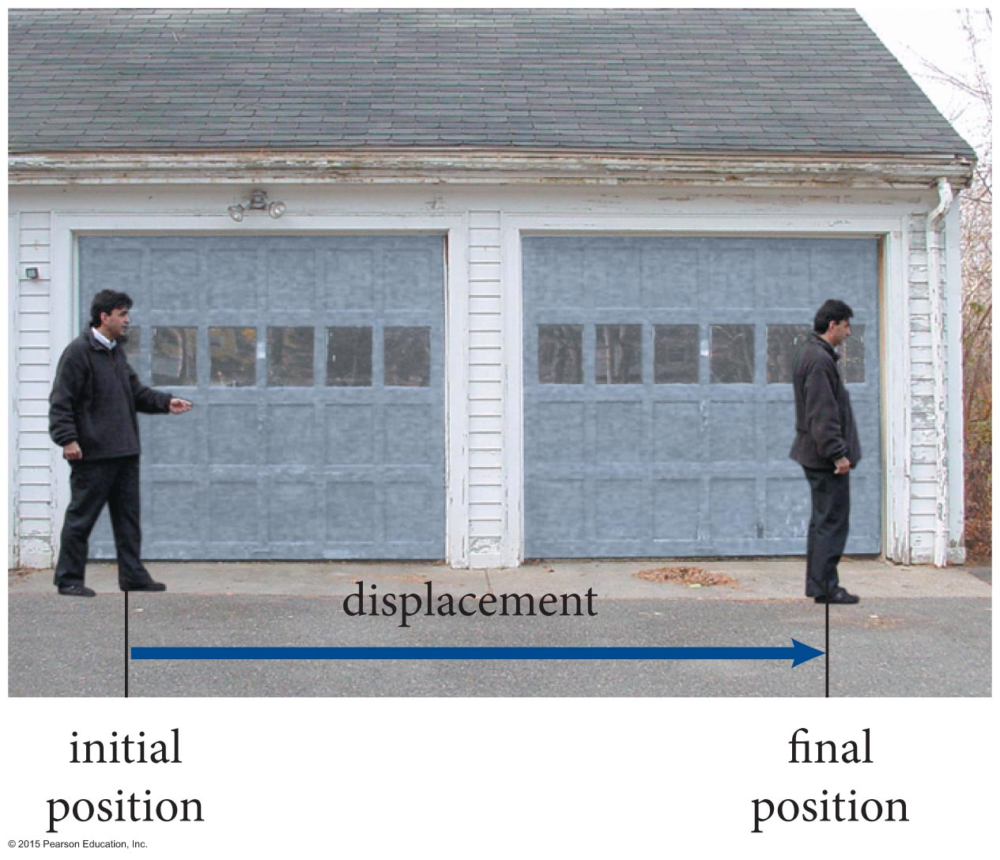 displacement
initial
position
final
position
© 2015 Pearson Education, Inc.